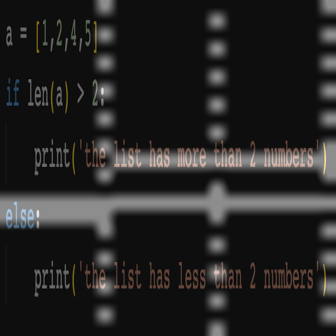 a = [1,2,4,5]
if len(a) > 2:
print('the list has more than 2 numbers')
else:
print('the list has less than 2 numbers')